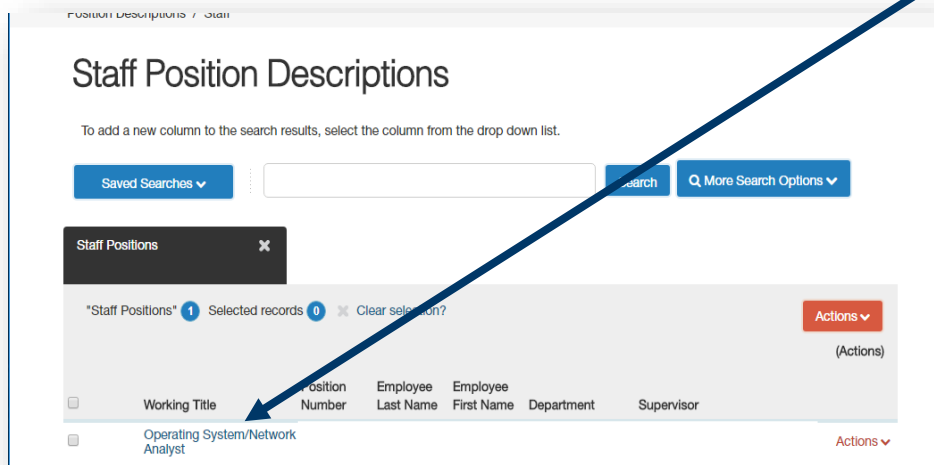 Position Descriptions / Staff
Staff Position Descriptions
To add a new column to the search results, select the column from the drop down list.
Saved Searches
Search
More Search Options
Staff Positions
"Staff Positions" 1 Selected records 0 Clear selection?
Actions
(Actions)
Working Title Position Number Employee Last Name Employee First Name Department Supervisor
Operating System/Network
Analyst
Actions